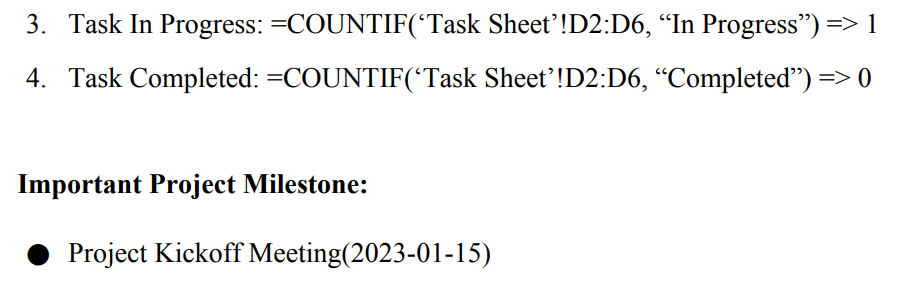 3. Task In Progress: =COUNTIF(‘Task Sheet’!D2:D6, “In Progress”) => 1
4. Task Completed: =COUNTIF(‘Task Sheet’!D2:D6, “Completed”) => 0
Important Project Milestone:
● Project Kickoff Meeting(2023-01-15)